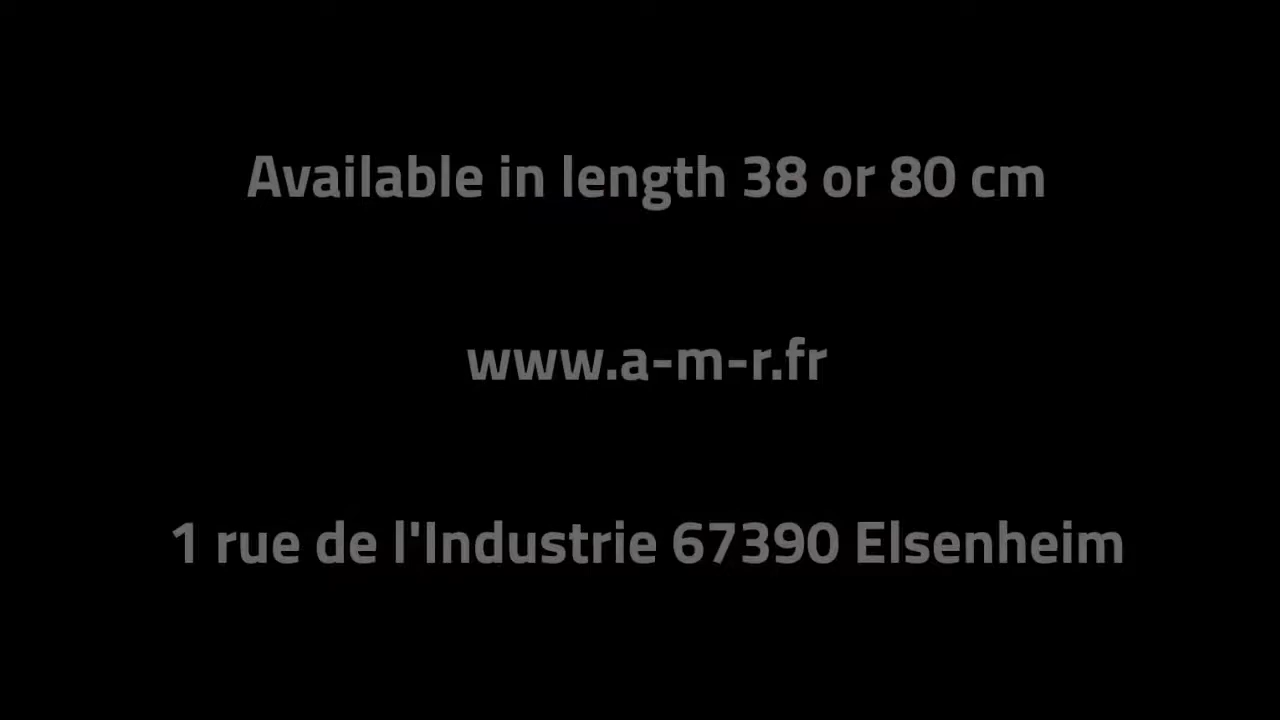 Available in length 38 or 80 cm
www.a-m-r.fr
1 rue de l'Industrie 67390 Elsenheim